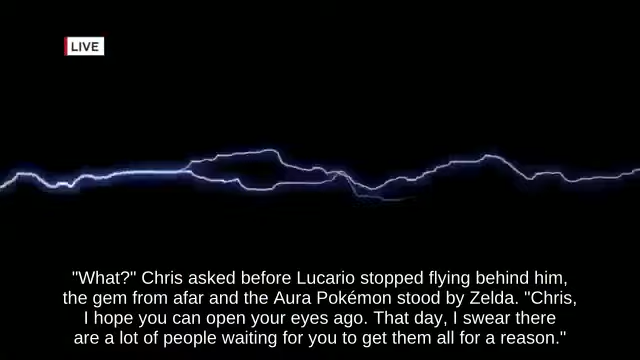 LIVE
"What?" Chris asked before Lucario stopped flying behind him,
the gem from afar and the Aura Pokémon stood by Zelda. "Chris,
I hope you can open your eyes ago. That day, I swear there
are a lot of people waiting for you to get them all for a reason."